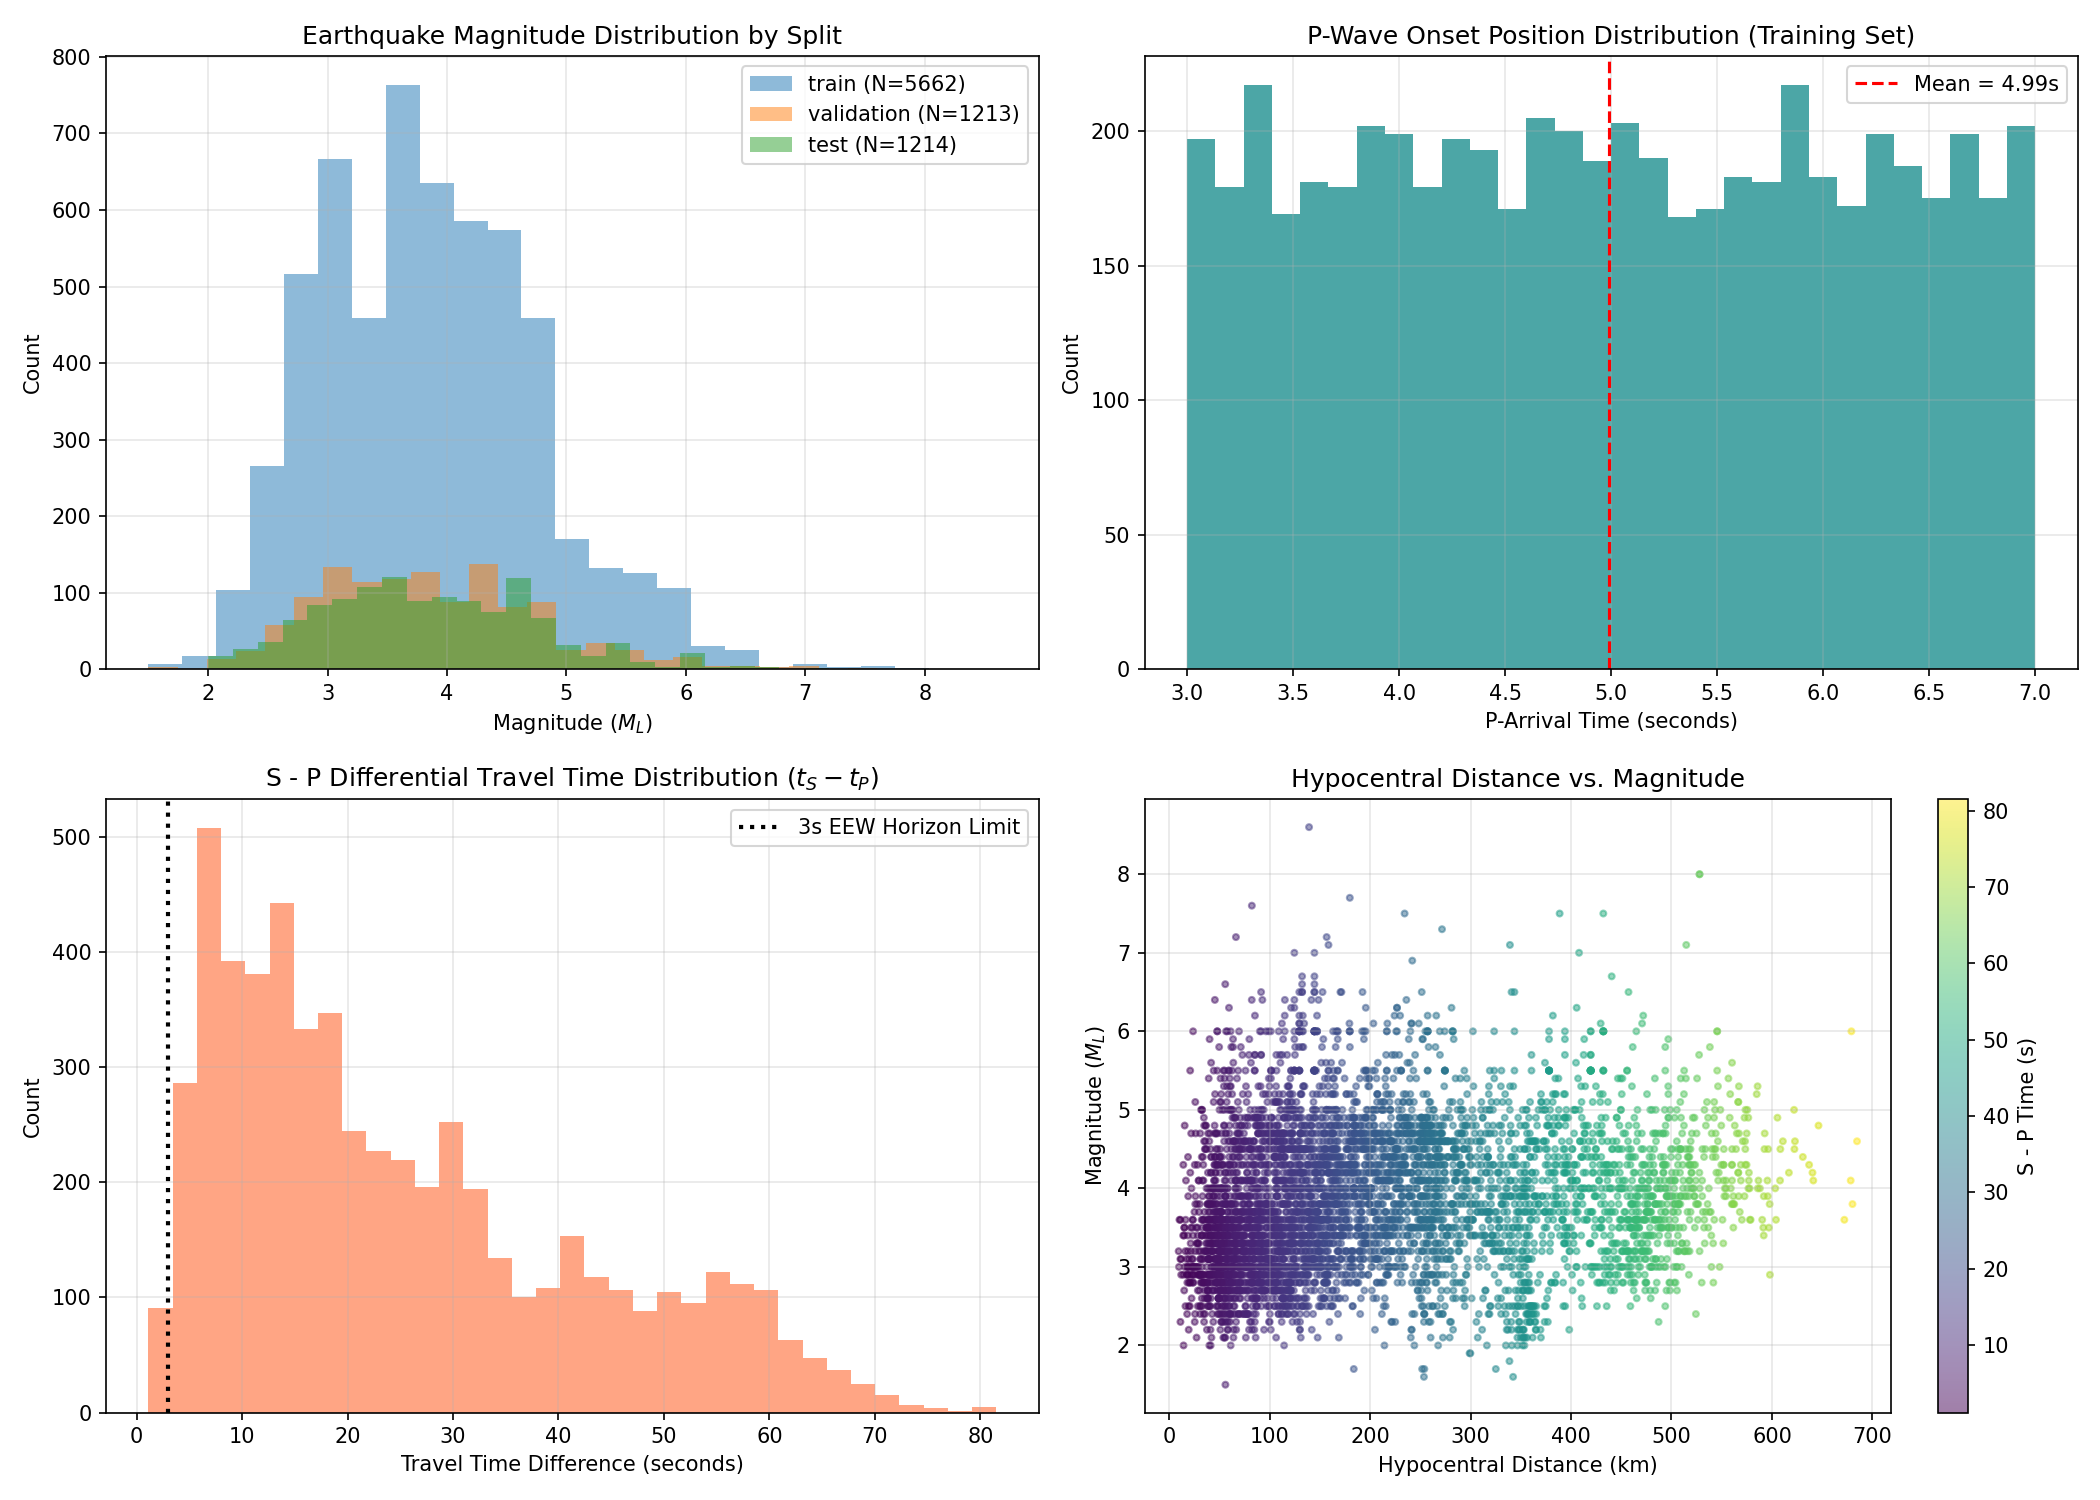 Earthquake Magnitude Distribution by Split
800
700
600
500
400
300
200
100
0
Count
train (N=5662)
validation (N=1213)
test (N=1214)
2 3 4 5 6 7 8
Magnitude ($M_L$)
P-Wave Onset Position Distribution (Training Set)
200
150
100
50
0
Count
Mean = 4.99s
3.0 3.5 4.0 4.5 5.0 5.5 6.0 6.5 7.0
P-Arrival Time (seconds)
S - P Differential Travel Time Distribution ($t_S - t_P$)
500
400
300
200
100
0
Count
3s EEW Horizon Limit
0 10 20 30 40 50 60 70 80
Travel Time Difference (seconds)
Hypocentral Distance vs. Magnitude
8
7
6
5
4
3
2
Magnitude ($M_L$)
0 100 200 300 400 500 600 700
Hypocentral Distance (km)
80
70
60
50
40
30
20
10
S - P Time (s)